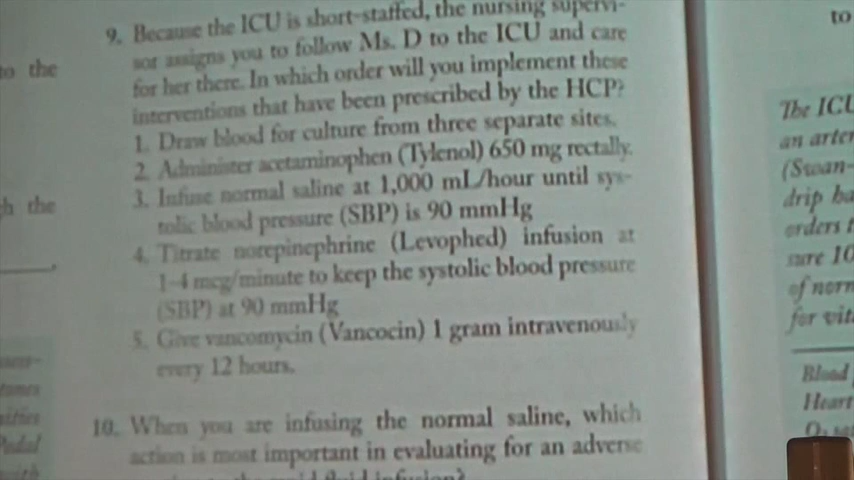 to the
gh the
9. Because the ICU is short-staffed, the nursing supervi-
sor assigns you to follow Ms. D to the ICU and care
for her there. In which order will you implement these
interventions that have been prescribed by the HCP?
1. Draw blood for culture from three separate sites.
2. Administer acetaminophen (Tylenol) 650 mg rectally.
3. Infuse normal saline at 1,000 mL/hour until sys-
tolic blood pressure (SBP) is 90 mmHg
4. Titrate norepinephrine (Levophed) infusion at
1-4 mcg/minute to keep the systolic blood pressure
(SBP) at 90 mmHg
5. Give vancomycin (Vancocin) 1 gram intravenously
every 12 hours.
10. When you are infusing the normal saline, which
action is most important in evaluating for an adverse
to
The ICU
an arter
(Swan-
drip ha
orders t
sure 10
of norm
for vit
Blood
Heart